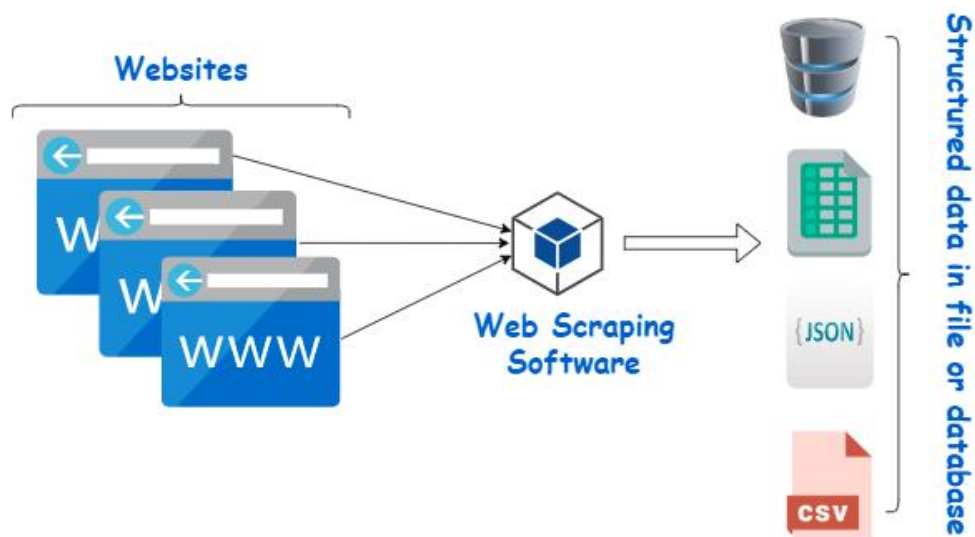 Websites
W
W
WWW
Web Scraping
Software
{JSON}
CSV
Structured data in file or database